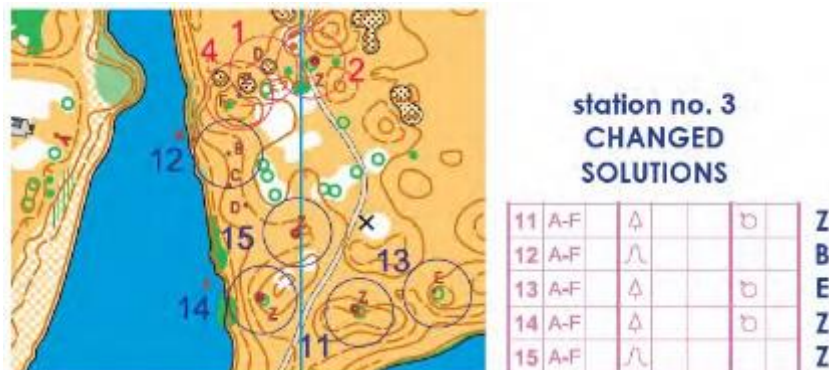 1
4
D
2
Z
F
12
B
C
D
15
Z
13
E
14
Z
Z
11
station no. 3
CHANGED
SOLUTIONS
11 A-F Z
12 A-F B
13 A-F E
14 A-F Z
15 A-F Z